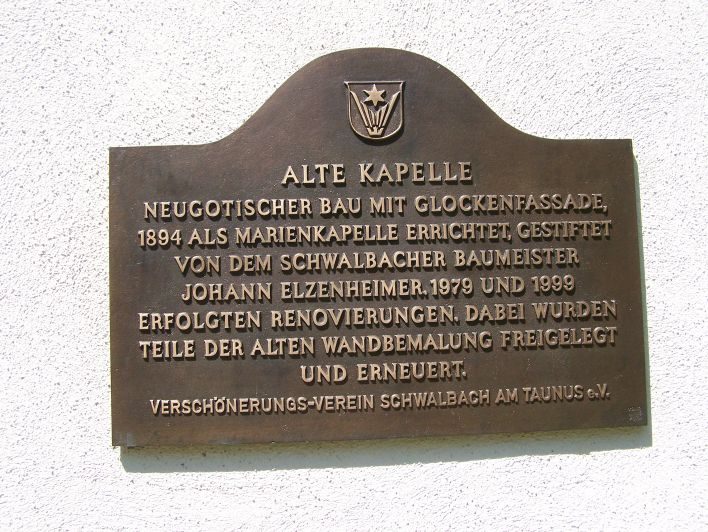 ALTE KAPELLE
NEUGOTISCHER BAU MIT GLOCKENFASSADE,
1894 ALS MARIENKAPELLE ERRICHTET, GESTIFTET
VON DEM SCHWALBACHER BAUMEISTER
JOHANN ELZENHEIMER. 1979 UND 1999
ERFOLGTEN RENOVIERUNGEN. DABEI WURDEN
TEILE DER ALTEN WANDBEMALUNG FREIGELEGT
UND ERNEUERT.
VERSCHÖNERUNGS-VEREIN SCHWALBACH AM TAUNUS e.V.